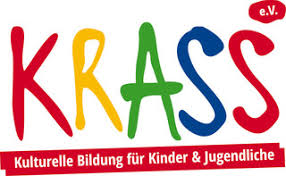 e.V.
KRASS
Kulturelle Bildung für Kinder & Jugendliche